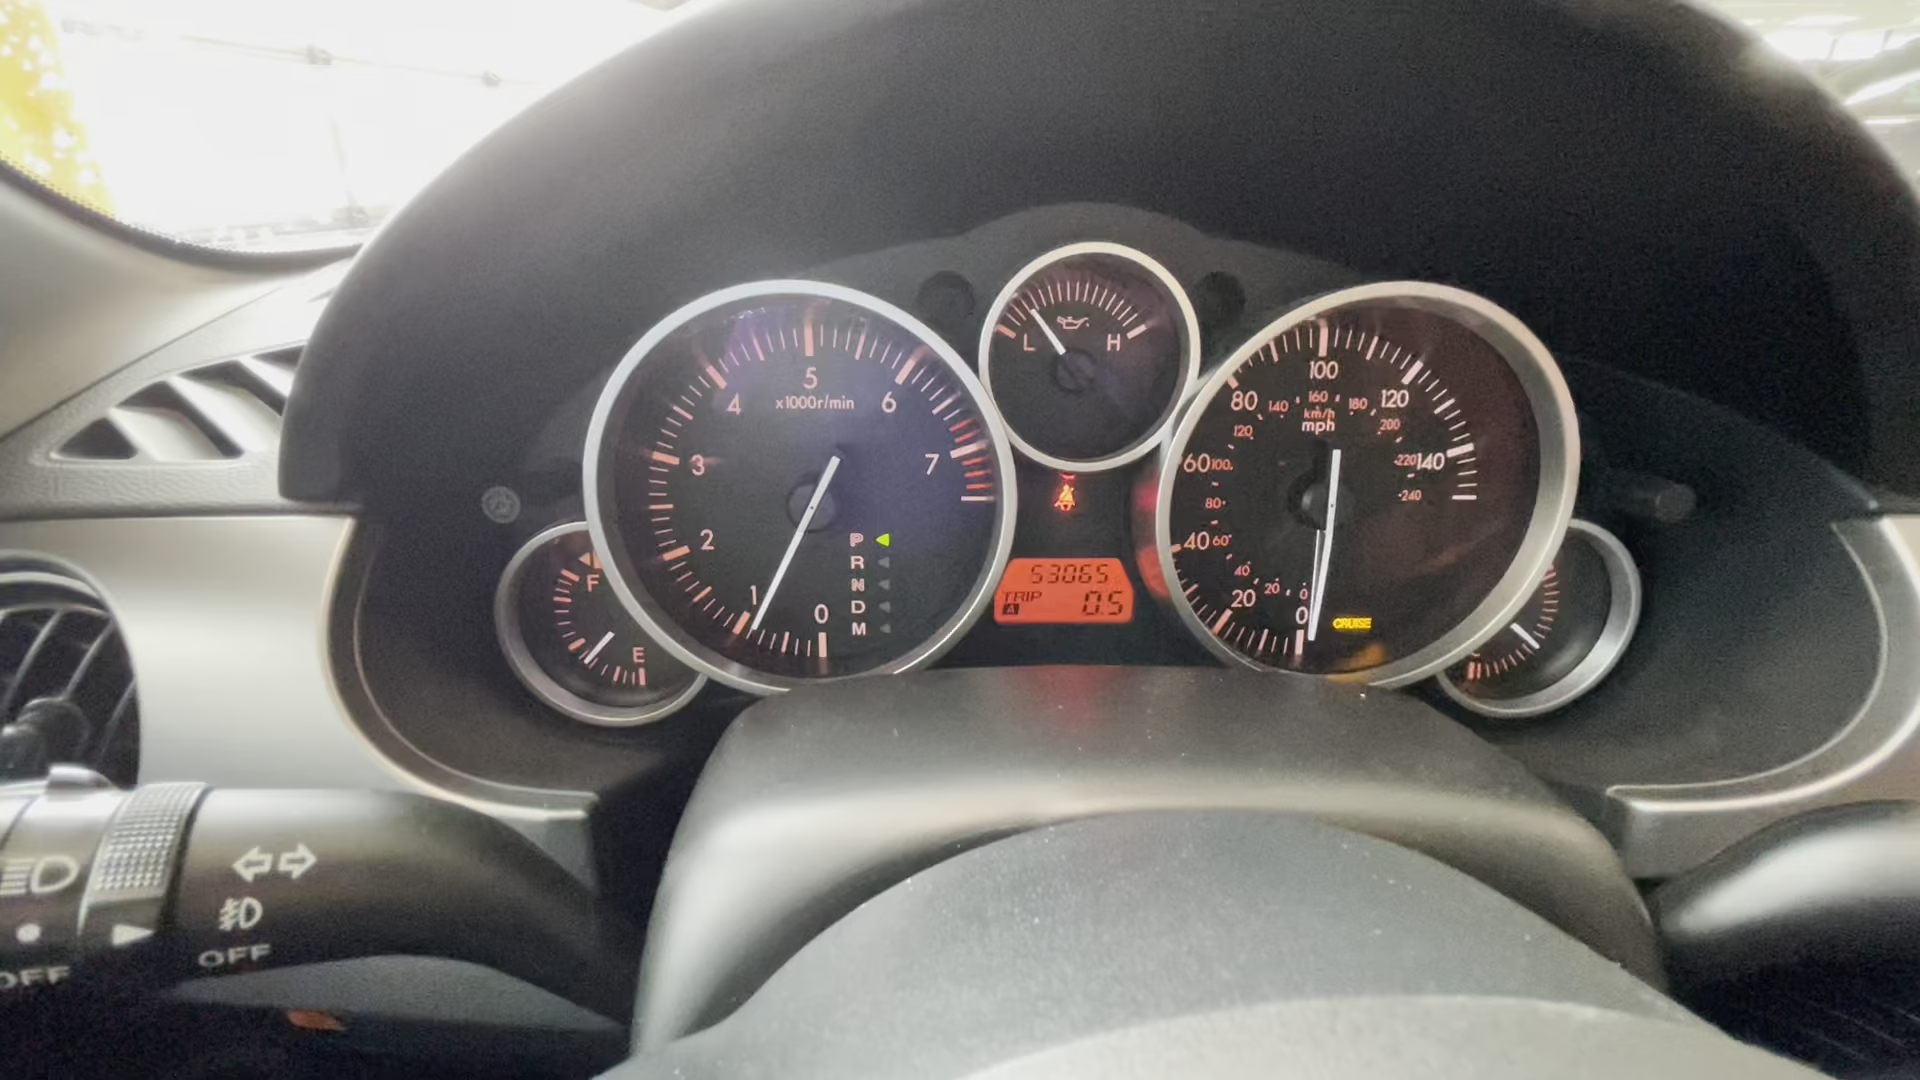 L H
5
x1000r/min
4 6
3 7
2
1
0
P
R
N
D
M
F
E
53065
TRIP
A 0.5
100
80 120
140 160 180
km/h
mph
120 200
60 100 220 140
80 240
40 60
40
20 20 0
0
CRUISE
OFF
OFF